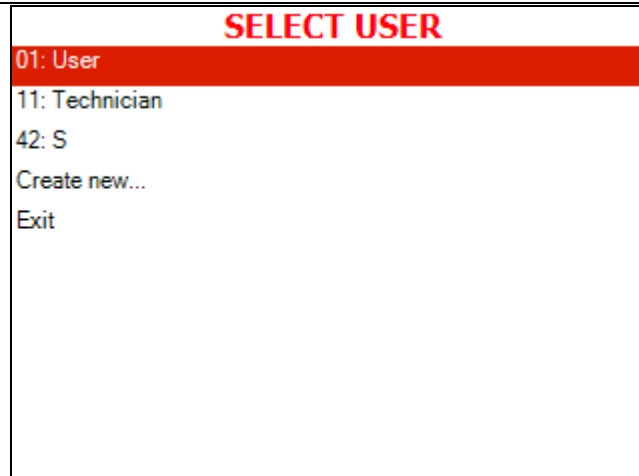 SELECT USER
01: User
11: Technician
42: S
Create new...
Exit